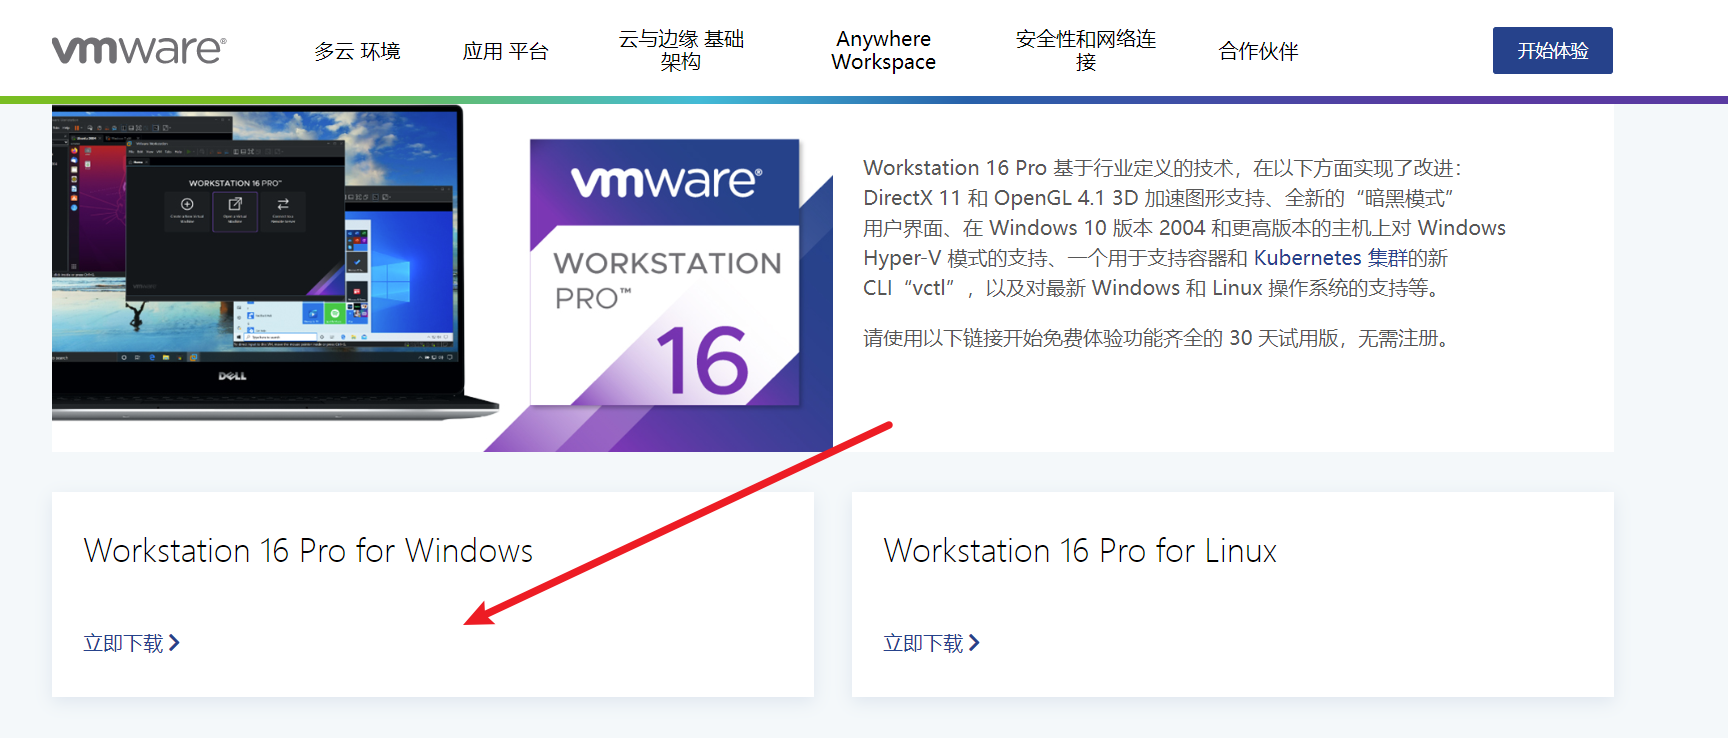 vmware®
多云 环境
应用 平台
云与边缘 基础
架构
Anywhere
Workspace
安全性和网络连
接
合作伙伴
开始体验
WORKSTATION 16 PRO™
DELL
vmware®
WORKSTATION
PRO™
16
Workstation 16 Pro 基于行业定义的技术，在以下方面实现了改进：
DirectX 11 和 OpenGL 4.1 3D 加速图形支持、全新的“暗黑模式”
用户界面、在 Windows 10 版本 2004 和更高版本的主机上对 Windows
Hyper-V 模式的支持、一个用于支持容器和 Kubernetes 集群的新
CLI“vctl”，以及对最新 Windows 和 Linux 操作系统的支持等。
请使用以下链接开始免费体验功能齐全的 30 天试用版，无需注册。
Workstation 16 Pro for Windows
立即下载
Workstation 16 Pro for Linux
立即下载